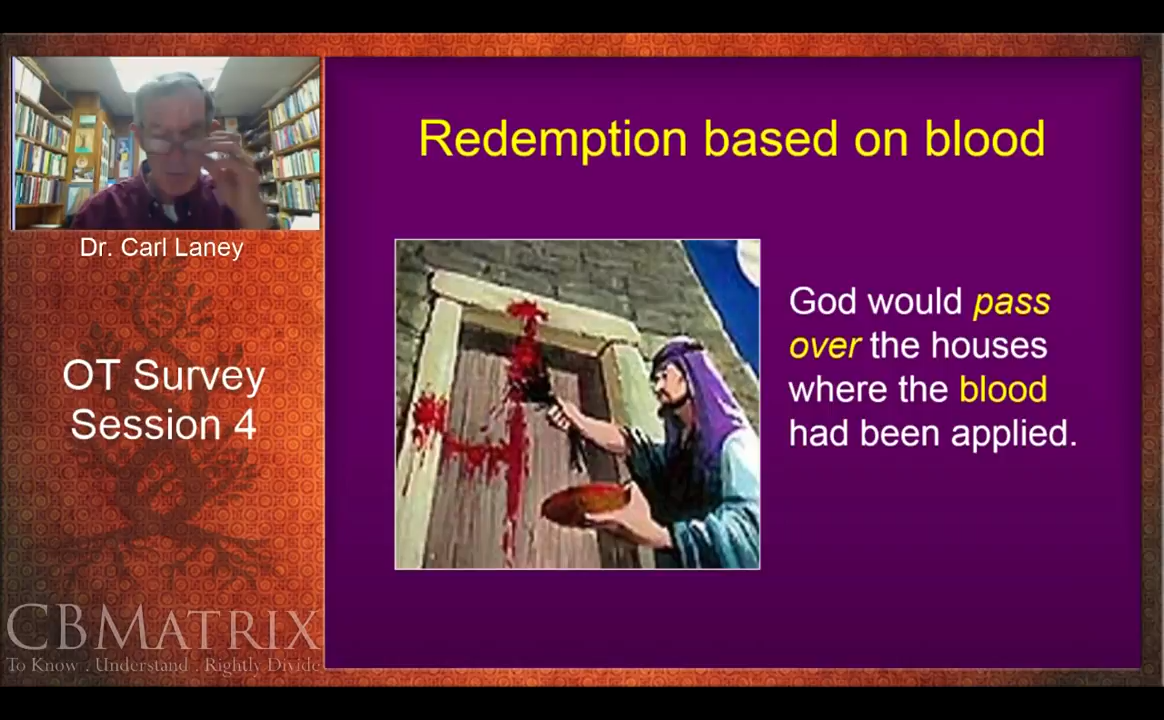 Dr. Carl Laney
OT Survey
Session 4
CBMATRIX
To Know . Understand . Rightly Divide
Redemption based on blood
God would pass
over the houses
where the blood
had been applied.